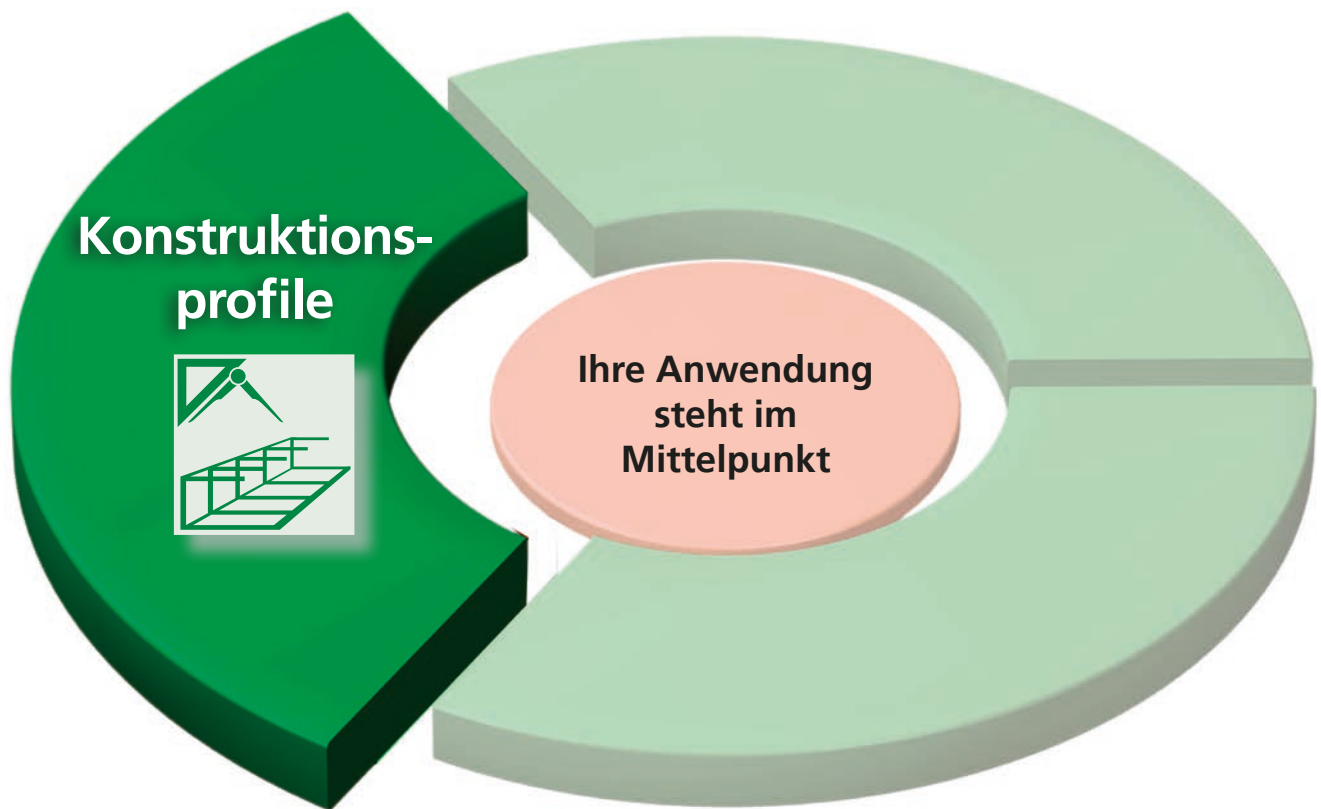 Konstruktions-
profile
Ihre Anwendung
steht im
Mittelpunkt